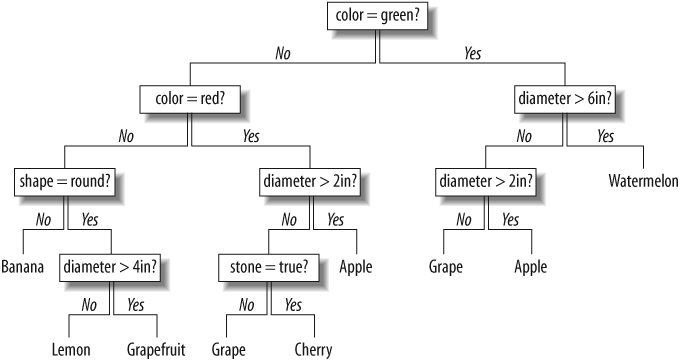 color = green?
No
Yes
color = red?
diameter > 6in?
No
Yes
No
Yes
shape = round?
diameter > 2in?
diameter > 2in?
Watermelon
No
Yes
No
Yes
No
Yes
Banana
diameter > 4in?
stone = true?
Apple
Grape
Apple
No
Yes
No
Yes
Lemon
Grapefruit
Grape
Cherry